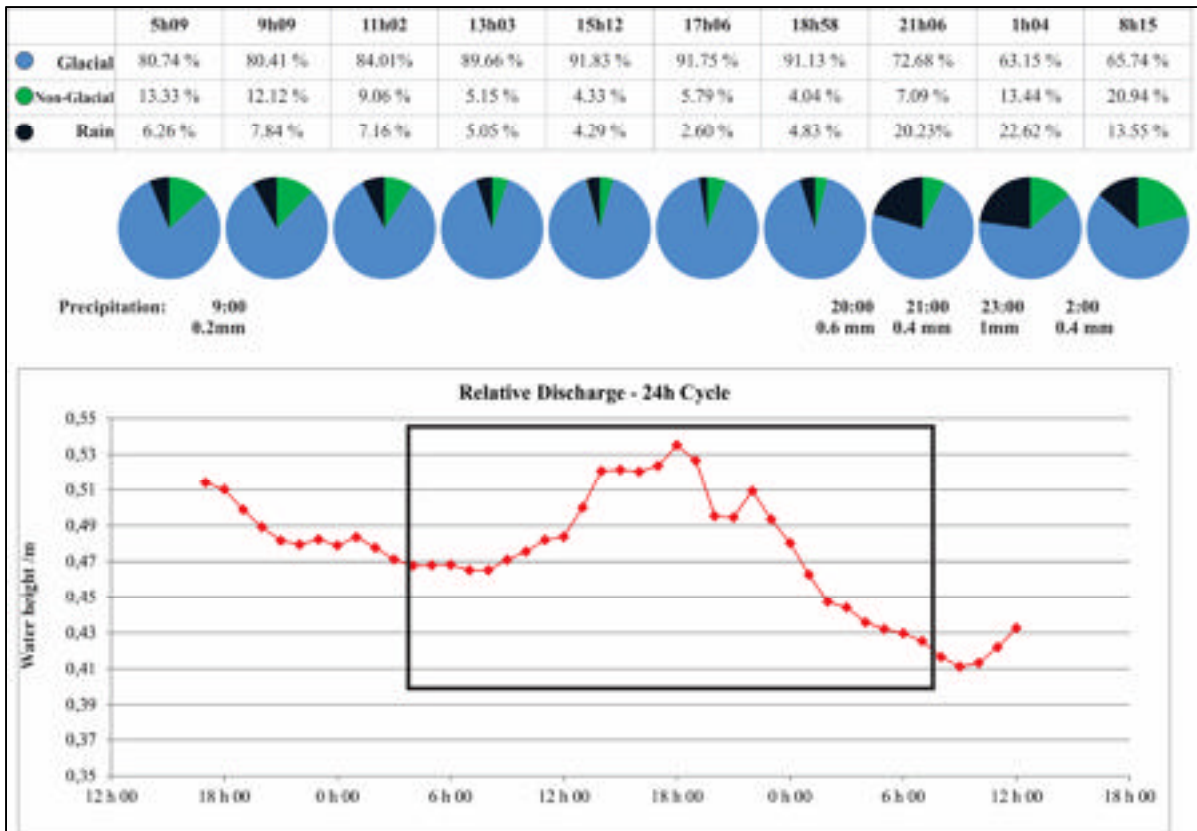 5h09 9h09 11h02 13h03 15h12 17h06 18h58 21h06 1h04 8h15
Glacial 80.74 % 80.41 % 84.01% 89.66 % 91.83 % 91.75 % 91.13 % 72.68 % 63.15 % 65.74 %
Non-Glacial 13.33 % 12.12 % 9.06 % 5.15 % 4.33 % 5.79 % 4.04 % 7.09 % 13.44 % 20.94 %
Rain 6.26 % 7.84 % 7.16 % 5.05 % 4.29 % 2.60 % 4.83 % 20.23% 22.62 % 13.55 %
Precipitation: 9:00 20:00 21:00 23:00 2:00
0.2mm 0.6 mm 0.4 mm 1mm 0.4 mm
Relative Discharge - 24h Cycle
Water height /m
0,55
0,53
0,51
0,49
0,47
0,45
0,43
0,41
0,39
0,37
0,35
12 h 00 18 h 00 0 h 00 6 h 00 12 h 00 18 h 00 0 h 00 6 h 00 12 h 00 18 h 00